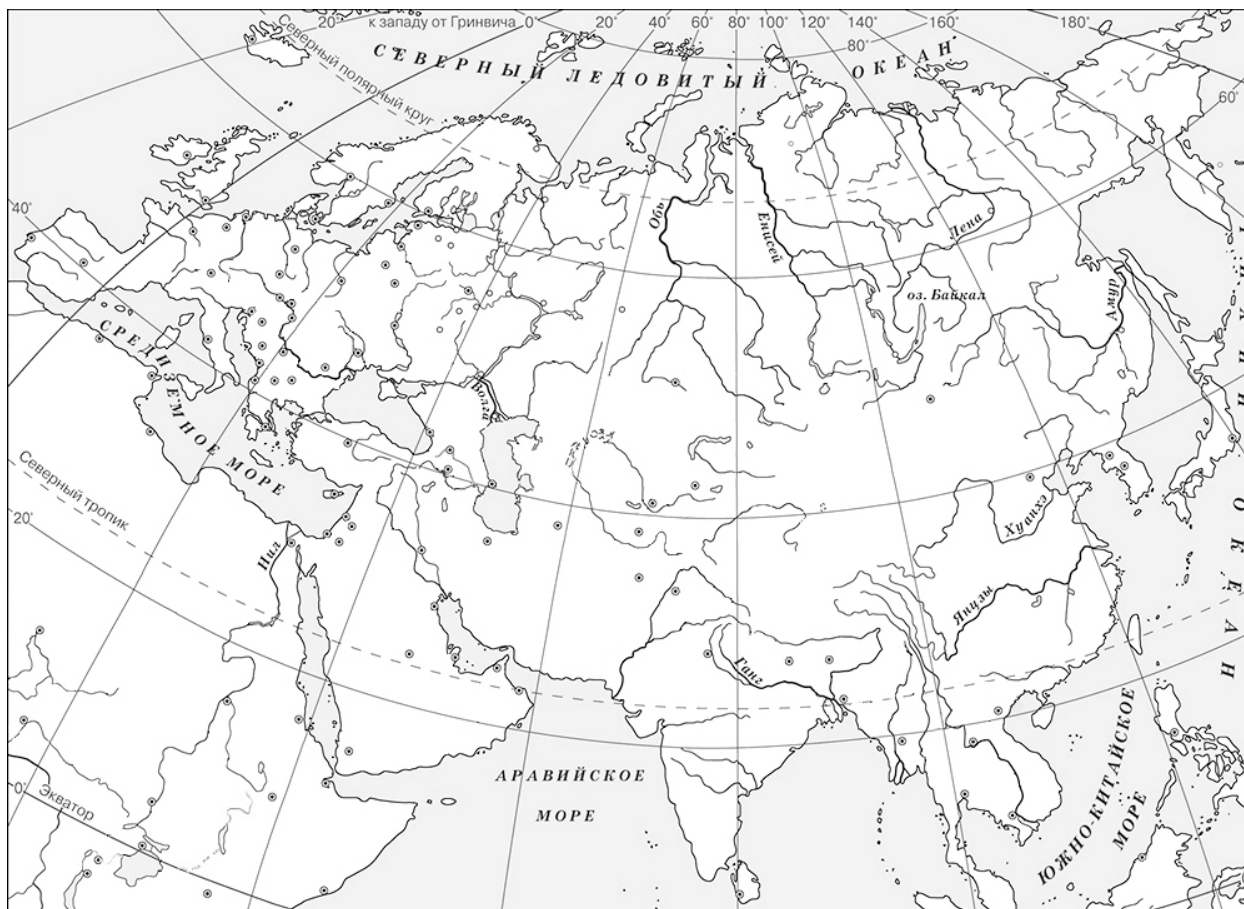 20° к западу от Гринвича 0° 20° 40° 60° 80° 100° 120° 140° 160° 180°
80°
60°
Северный полярный круг
СЕВЕРНЫЙ ЛЕДОВИТЫЙ ОКЕАН
40°
Обь
Енисей
Лена
оз. Байкал
Амур
СРЕДИЗЕМНОЕ МОРЕ
Волга
Северный тропик
20°
Нил
Хуанхэ
Янцзы
Ганг
АРАВИЙСКОЕ
МОРЕ
ЮЖНО-КИТАЙСКОЕ
МОРЕ
ОКЕАН
Экватор
0°